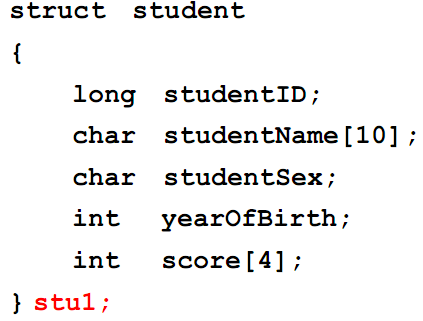 struct student
{
long studentID;
char studentName[10];
char studentSex;
int yearOfBirth;
int score[4];
} stu1;